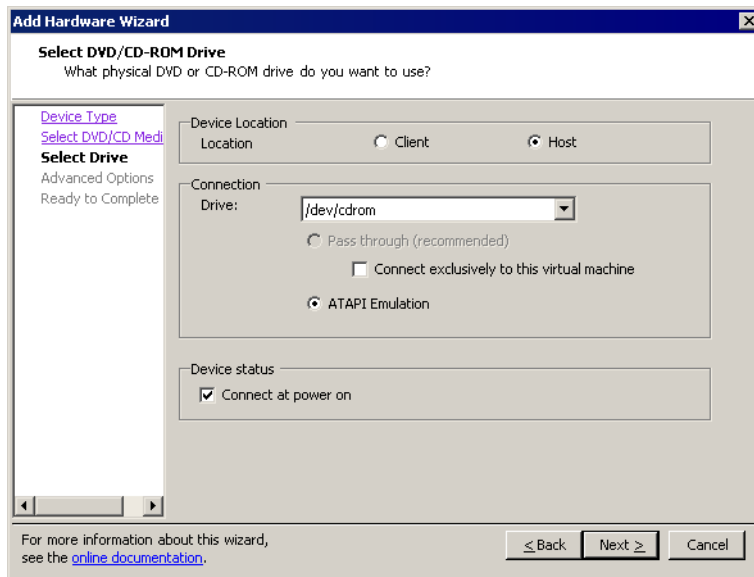 Add Hardware Wizard
Select DVD/CD-ROM Drive
What physical DVD or CD-ROM drive do you want to use?
Device Type
Select DVD/CD Medi
Select Drive
Advanced Options
Ready to Complete
Device Location
Location Client Host
Connection
Drive: /dev/cdrom
Pass through (recommended)
Connect exclusively to this virtual machine
ATAPI Emulation
Device status
Connect at power on
For more information about this wizard,
see the online documentation.
< Back Next > Cancel